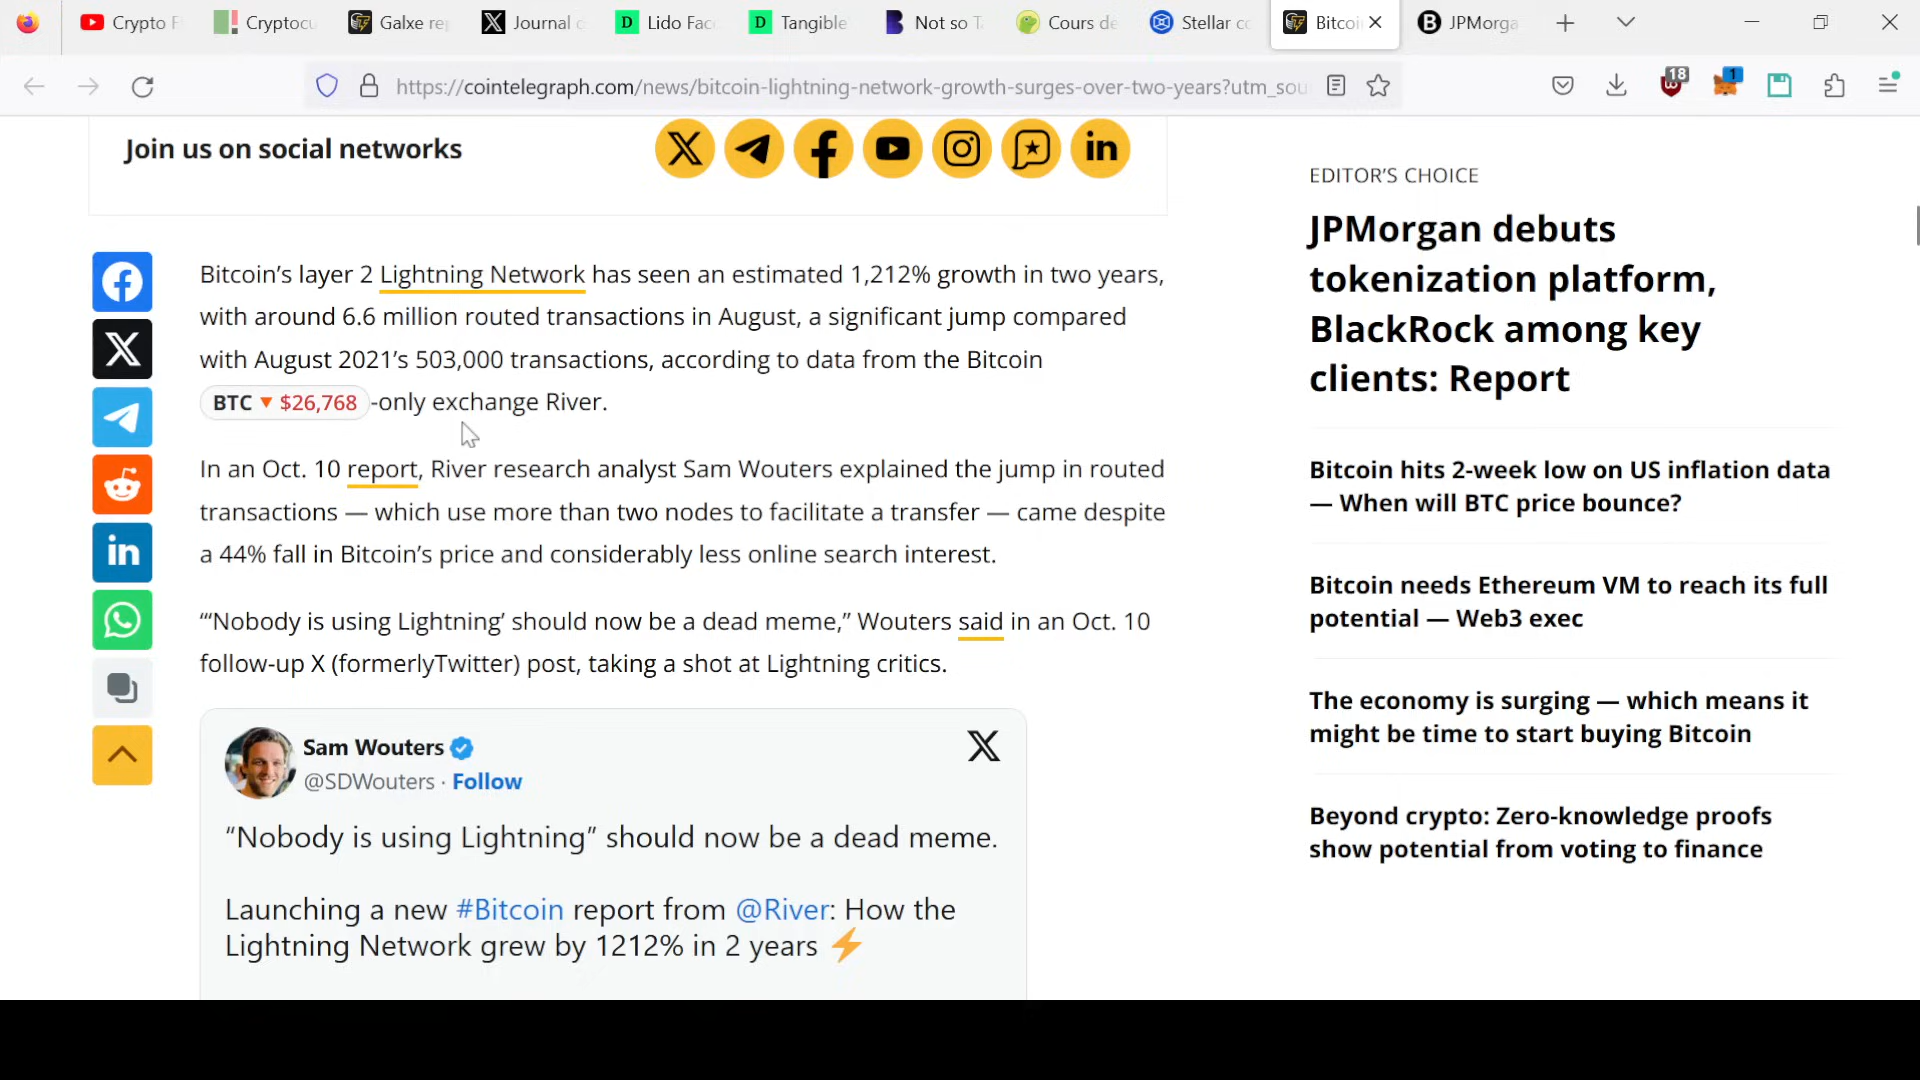 Crypto F
Cryptocu
Galxe rep
Journal c
Lido Fac
Tangible
Not so T
Cours de
Stellar co
Bitcoi
JPMorga
https://cointelegraph.com/news/bitcoin-lightning-network-growth-surges-over-two-years?utm_sou
18
1
Join us on social networks
Bitcoin’s layer 2 Lightning Network has seen an estimated 1,212% growth in two years,
with around 6.6 million routed transactions in August, a significant jump compared
with August 2021’s 503,000 transactions, according to data from the Bitcoin
BTC ▼ $26,768 -only exchange River.
In an Oct. 10 report, River research analyst Sam Wouters explained the jump in routed
transactions — which use more than two nodes to facilitate a transfer — came despite
a 44% fall in Bitcoin’s price and considerably less online search interest.
“‘Nobody is using Lightning’ should now be a dead meme,” Wouters said in an Oct. 10
follow-up X (formerlyTwitter) post, taking a shot at Lightning critics.
Sam Wouters
@SDWouters · Follow
“Nobody is using Lightning” should now be a dead meme.
Launching a new #Bitcoin report from @River: How the
Lightning Network grew by 1212% in 2 years ⚡
EDITOR’S CHOICE
JPMorgan debuts
tokenization platform,
BlackRock among key
clients: Report
Bitcoin hits 2-week low on US inflation data
— When will BTC price bounce?
Bitcoin needs Ethereum VM to reach its full
potential — Web3 exec
The economy is surging — which means it
might be time to start buying Bitcoin
Beyond crypto: Zero-knowledge proofs
show potential from voting to finance